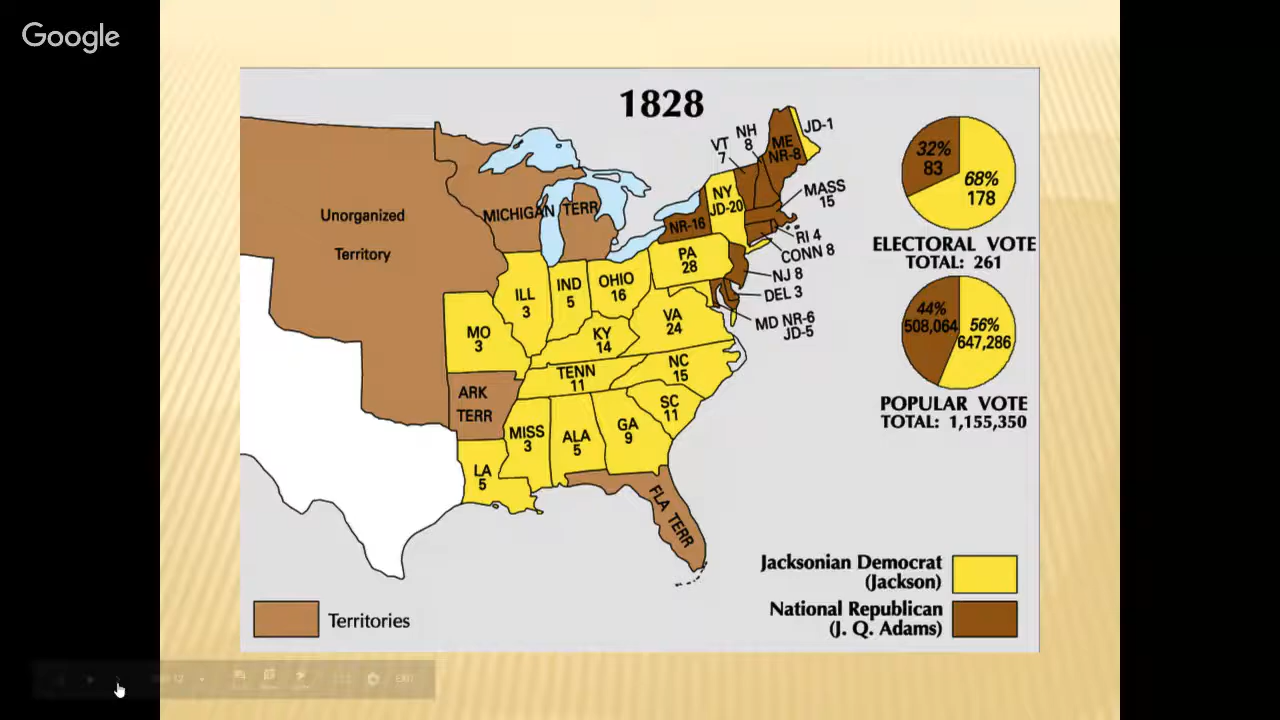 Google
1828
JD-1
NH
8
VT
7
ME
NR-8
MASS
15
NY
JD-20
NR-16
RI 4
CONN 8
NJ 8
DEL 3
MD NR-6
JD-5
PA
28
MICHIGAN TERR
Unorganized
Territory
ILL
3
IND
5
OHIO
16
MO
3
KY
14
VA
24
TENN
11
NC
15
ARK
TERR
SC
11
MISS
3
ALA
5
GA
9
LA
5
FLA TERR
32%
83
68%
178
ELECTORAL VOTE
TOTAL: 261
44%
508,064
56%
647,286
POPULAR VOTE
TOTAL: 1,155,350
Jacksonian Democrat
(Jackson)
National Republican
(J. Q. Adams)
Territories
EXIT